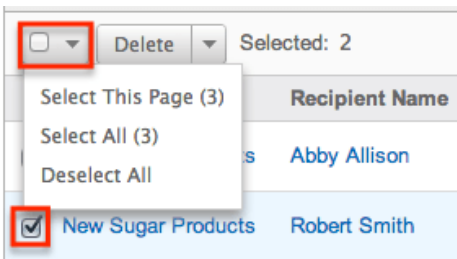 Delete Selected: 2
Select This Page (3)
Recipient Name
Select All (3)
s Abby Allison
Deselect All
New Sugar Products Robert Smith